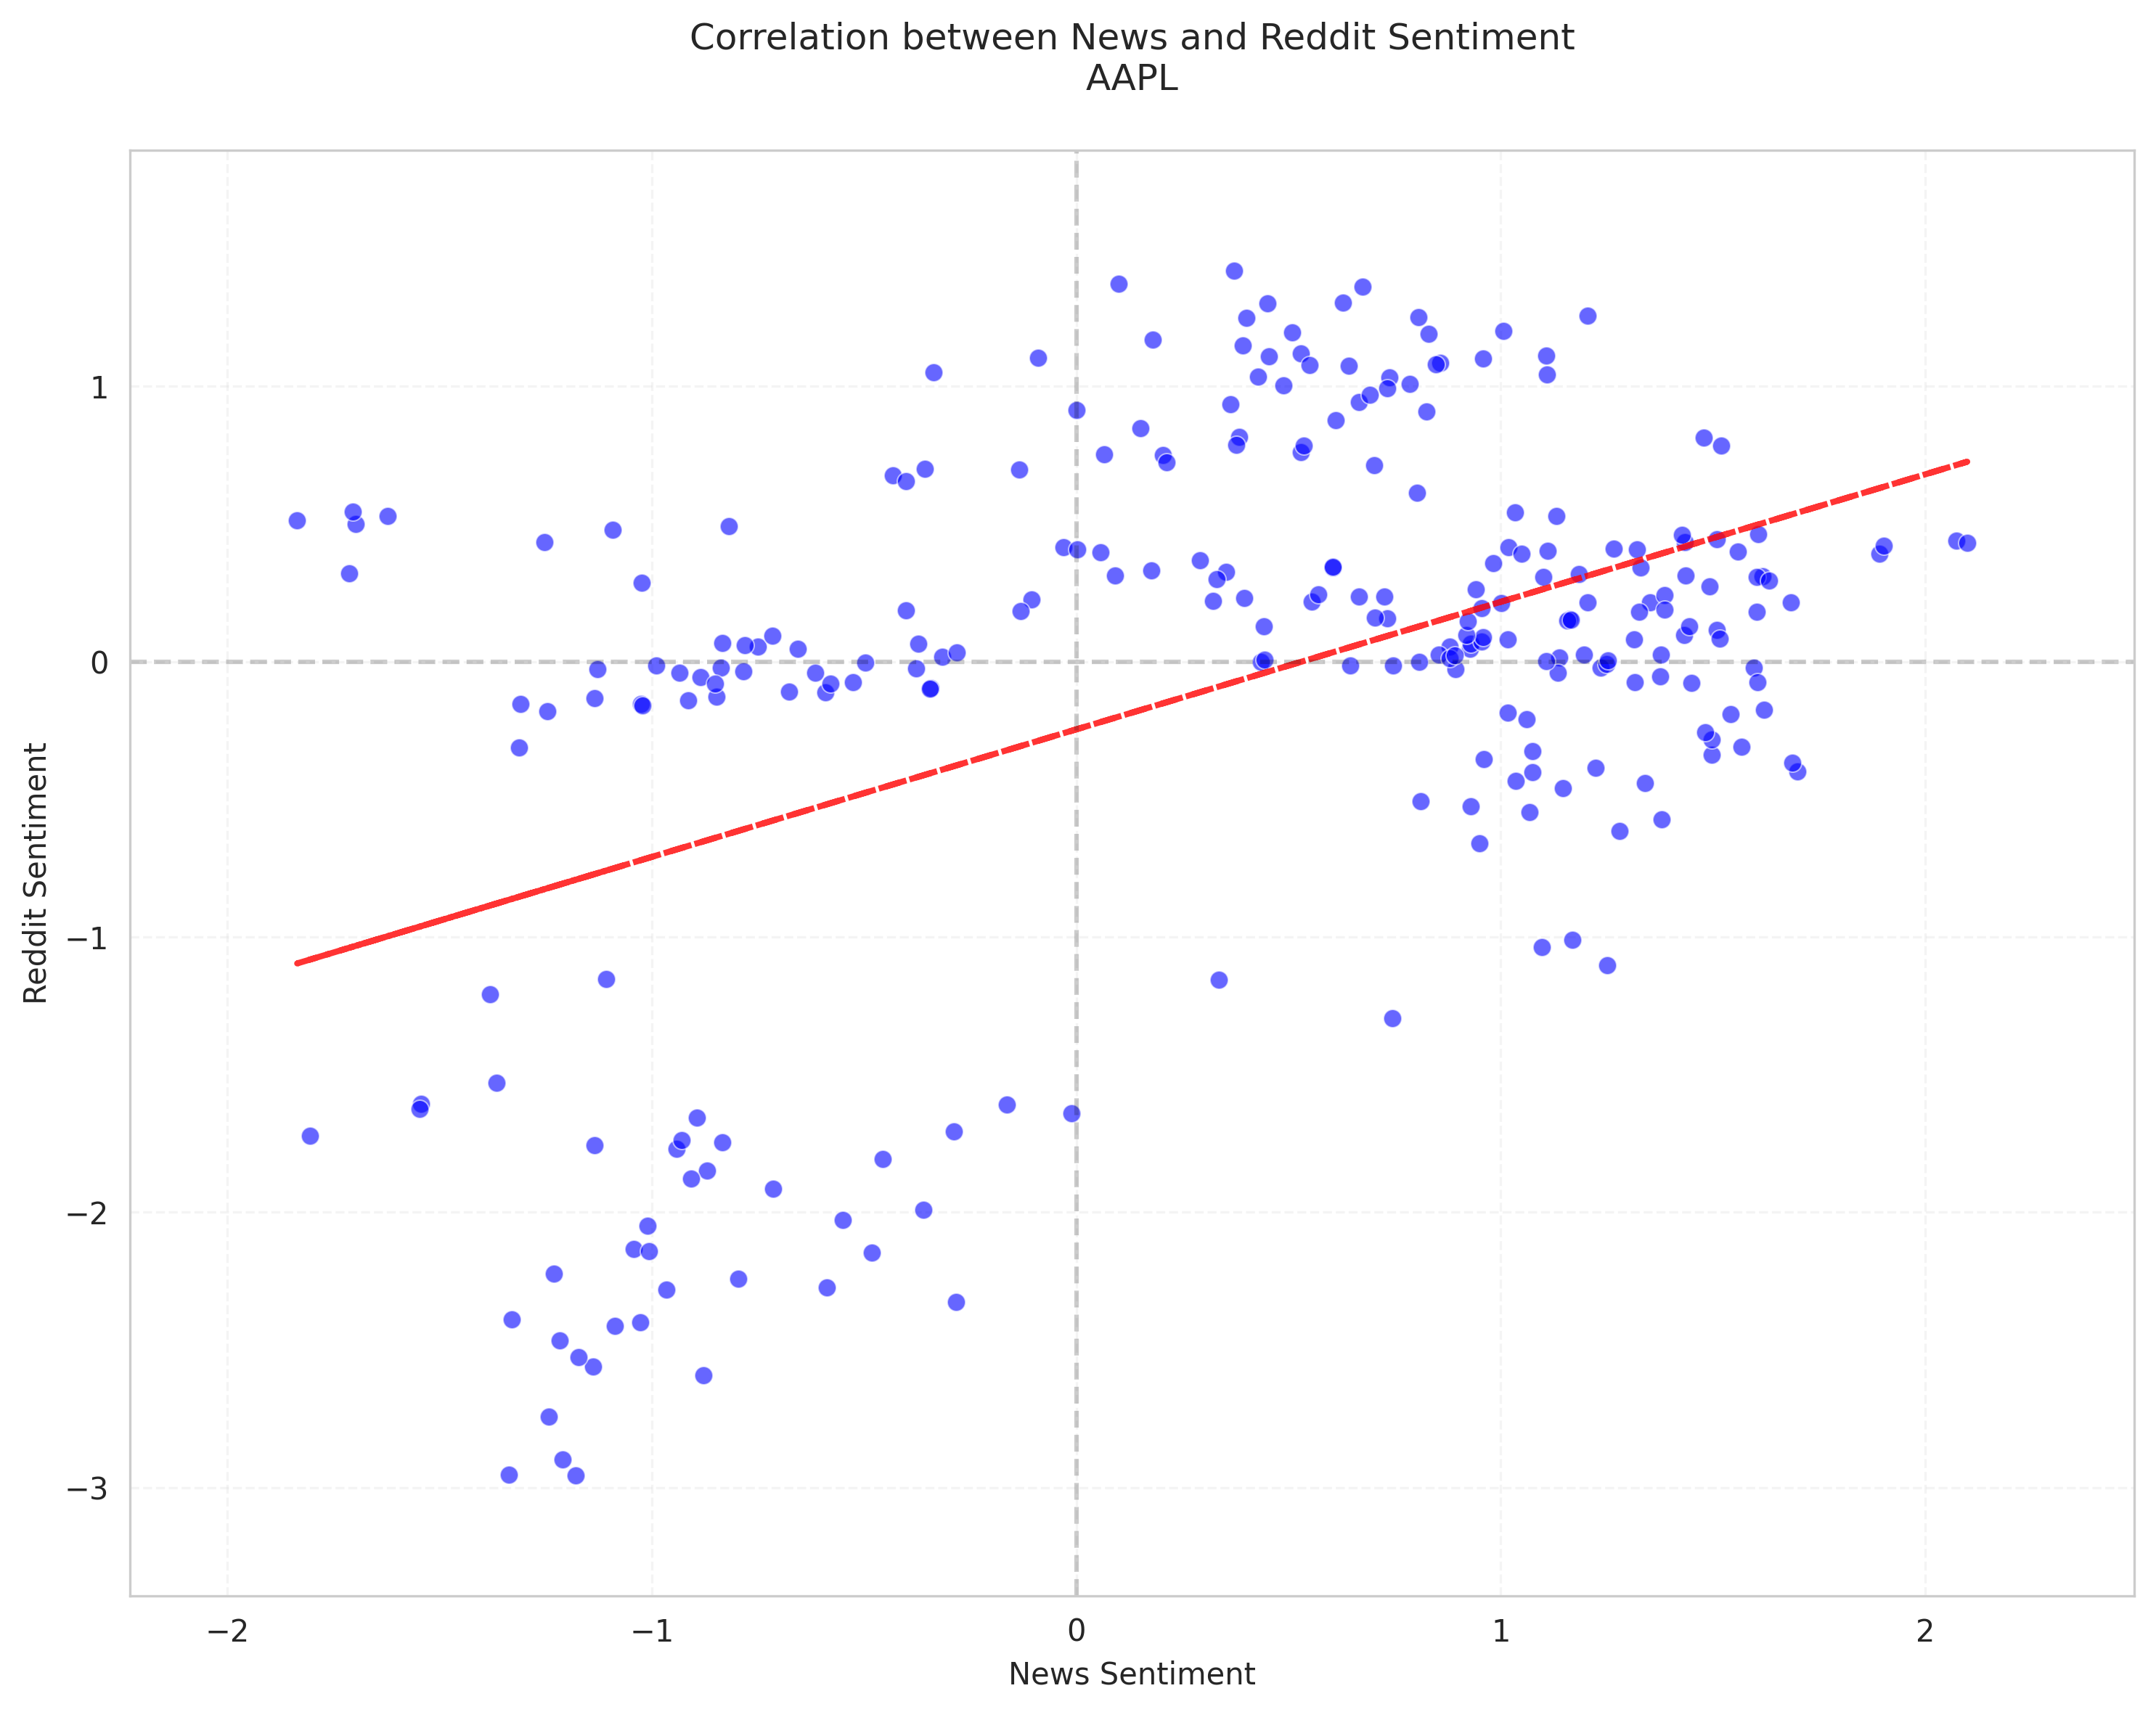 Correlation between News and Reddit Sentiment
AAPL
Reddit Sentiment
1
0
−1
−2
−3
−2
−1
0
1
2
News Sentiment